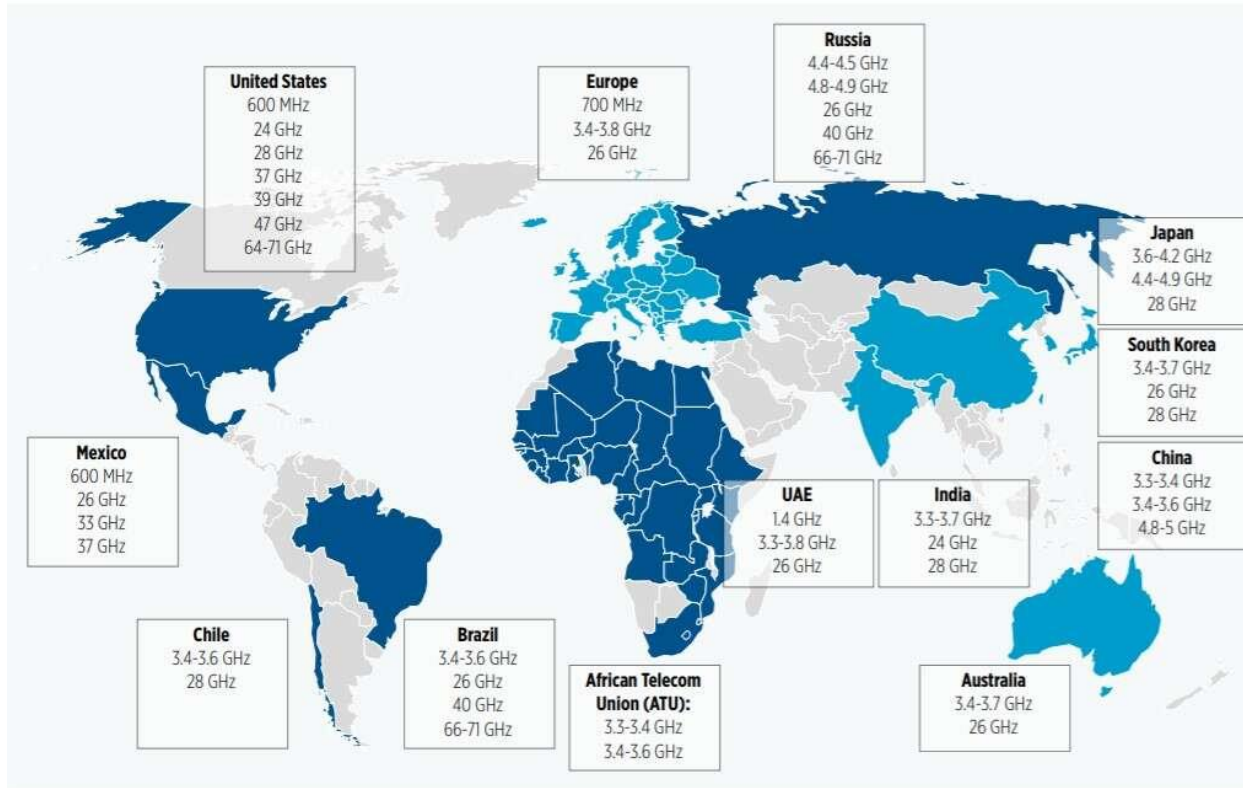 United States
600 MHz
24 GHz
28 GHz
37 GHz
39 GHz
47 GHz
64-71 GHz
Europe
700 MHz
3.4-3.8 GHz
26 GHz
Russia
4.4-4.5 GHz
4.8-4.9 GHz
26 GHz
40 GHz
66-71 GHz
Japan
3.6-4.2 GHz
4.4-4.9 GHz
28 GHz
South Korea
3.4-3.7 GHz
26 GHz
28 GHz
China
3.3-3.4 GHz
3.4-3.6 GHz
4.8-5 GHz
Mexico
600 MHz
26 GHz
33 GHz
37 GHz
UAE
1.4 GHz
3.3-3.8 GHz
26 GHz
India
3.3-3.7 GHz
24 GHz
28 GHz
Chile
3.4-3.6 GHz
28 GHz
Brazil
3.4-3.6 GHz
26 GHz
40 GHz
66-71 GHz
African Telecom
Union (ATU):
3.3-3.4 GHz
3.4-3.6 GHz
Australia
3.4-3.7 GHz
26 GHz